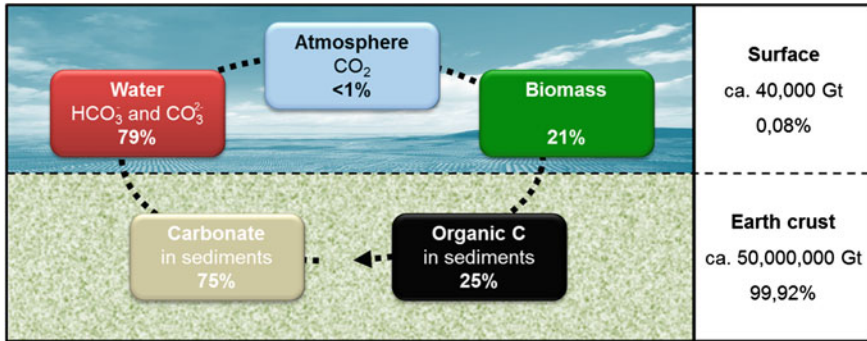 Atmosphere
CO₂
<1%
Water
HCO₃⁻ and CO₃²⁻
79%
Biomass
21%
Surface
ca. 40,000 Gt
0,08%
Carbonate
in sediments
75%
Organic C
in sediments
25%
Earth crust
ca. 50,000,000 Gt
99,92%